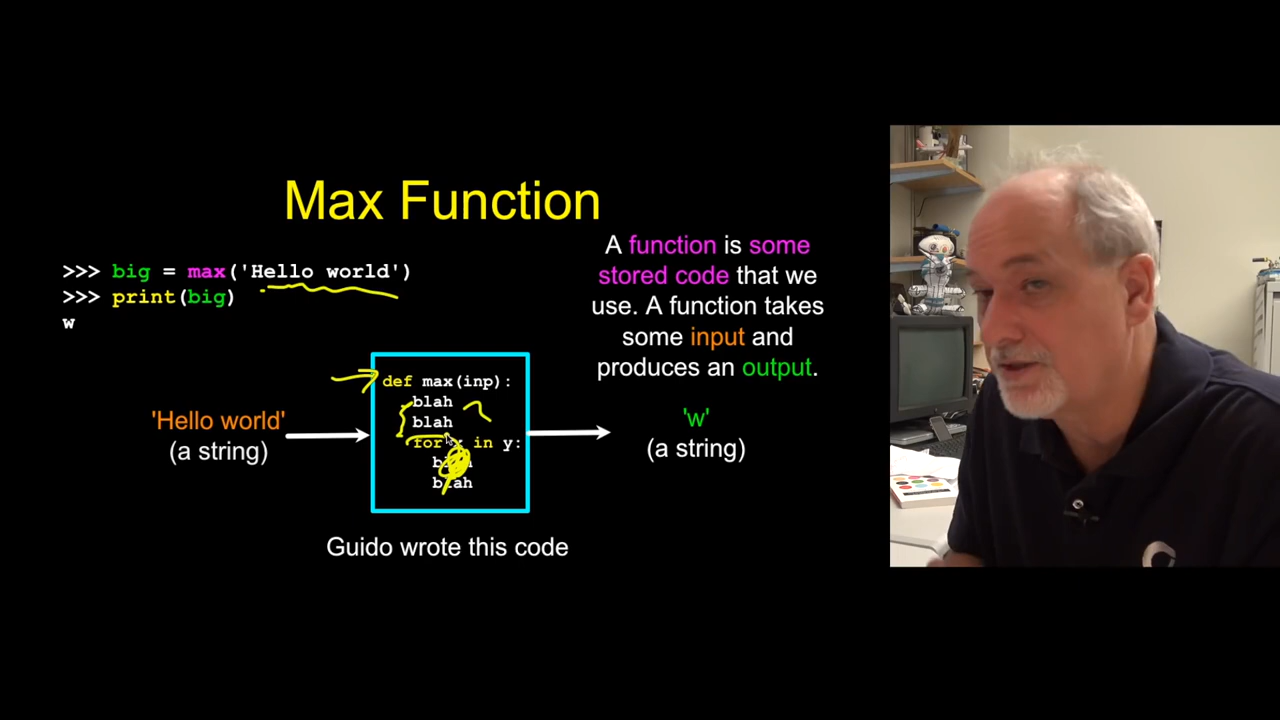 Max Function
>>> big = max('Hello world')
>>> print(big)
w
A function is some
stored code that we
use. A function takes
some input and
produces an output.
'Hello world'
(a string)
def max(inp):
blah
blah
for x in y:
blah
blah
'w'
(a string)
Guido wrote this code